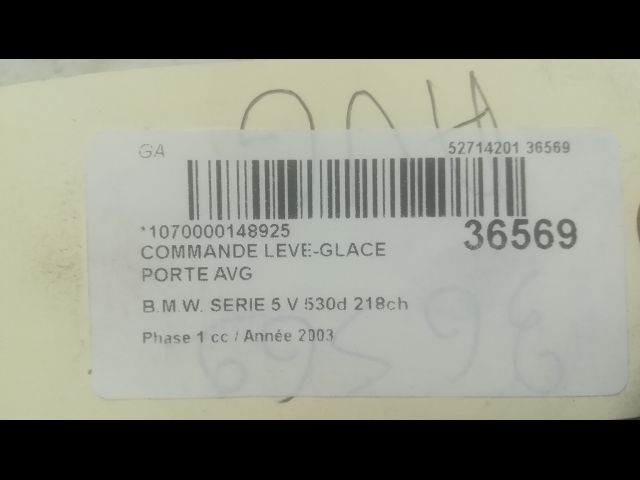 GA 52714201 36569
*1070000148925 36569
COMMANDE LEVE-GLACE
PORTE AVG
B.M.W. SERIE 5 V 530d 218ch
Phase 1 cc / Année 2003